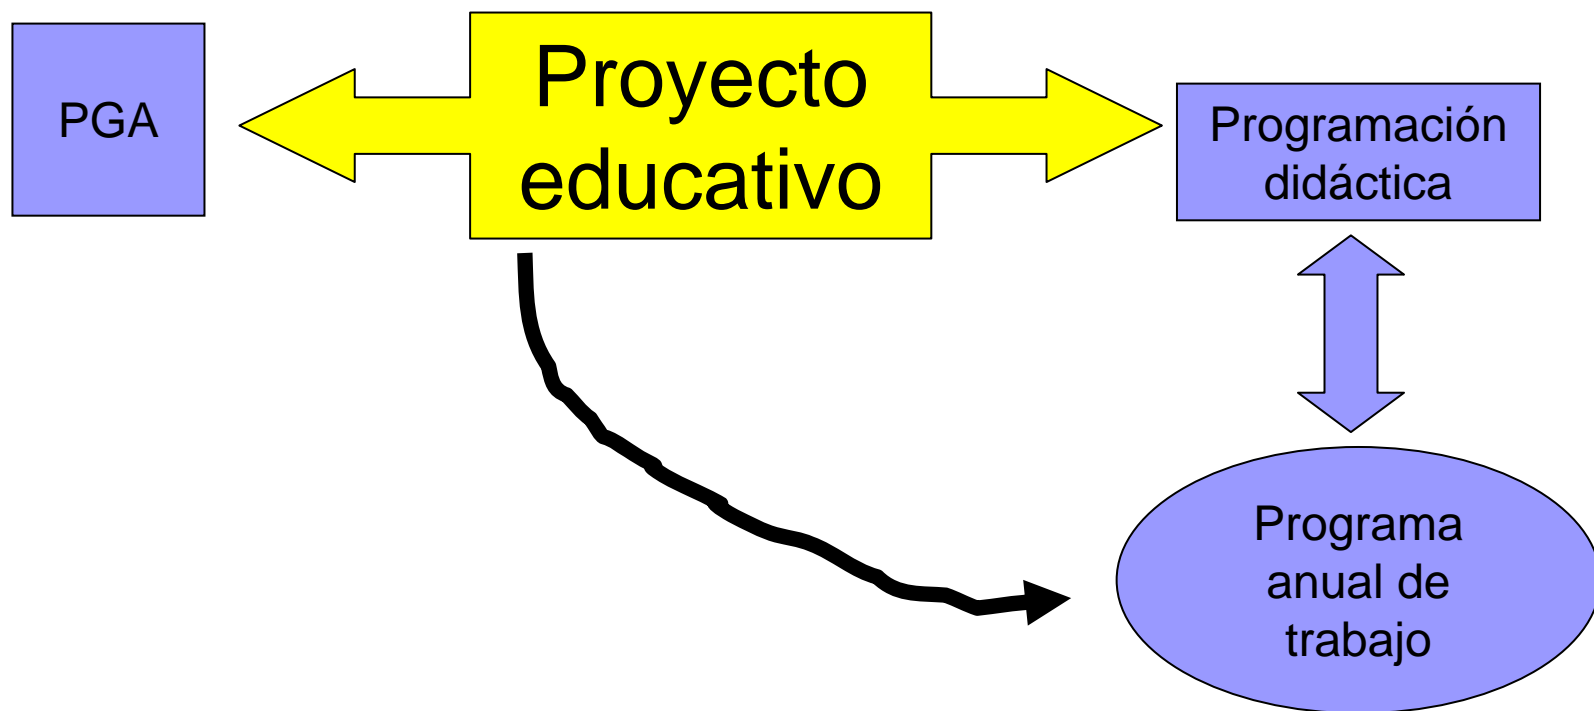 PGA
Proyecto
educativo
Programación
didáctica
Programa
anual de
trabajo